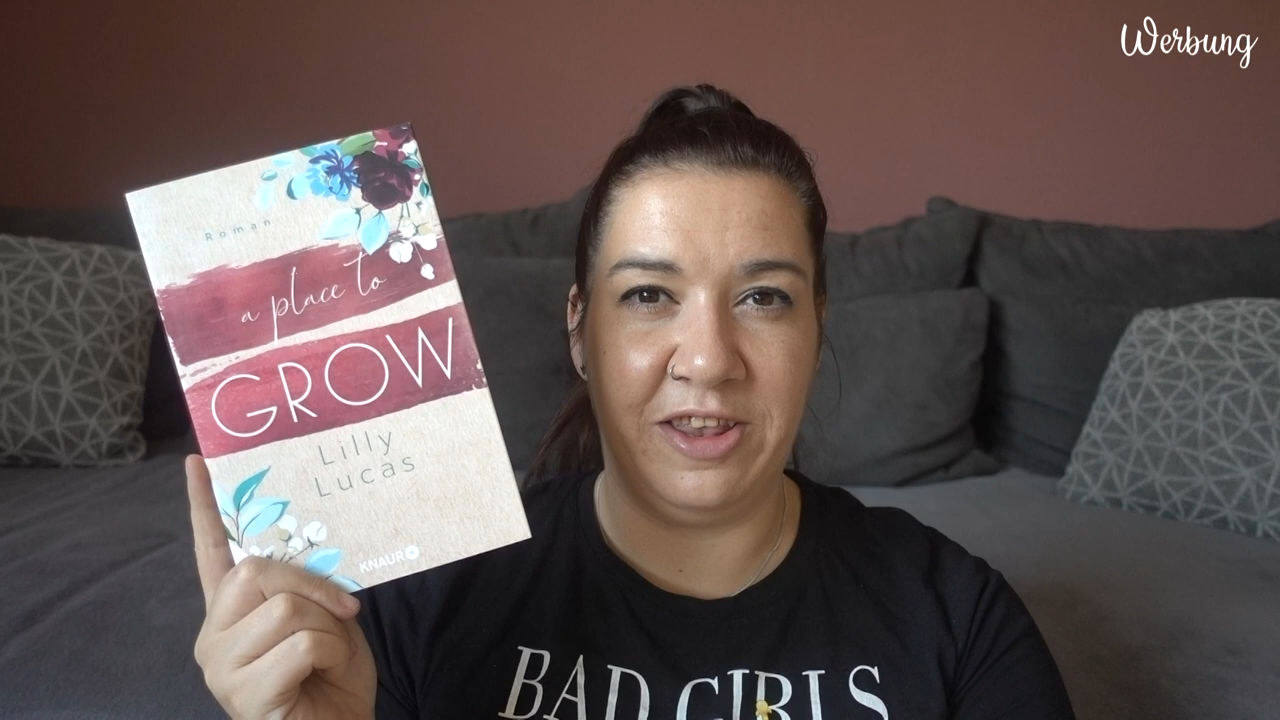 Werbung
Roman
a place to
GROW
Lilly
Lucas
KNAUR
BAD GIRLS